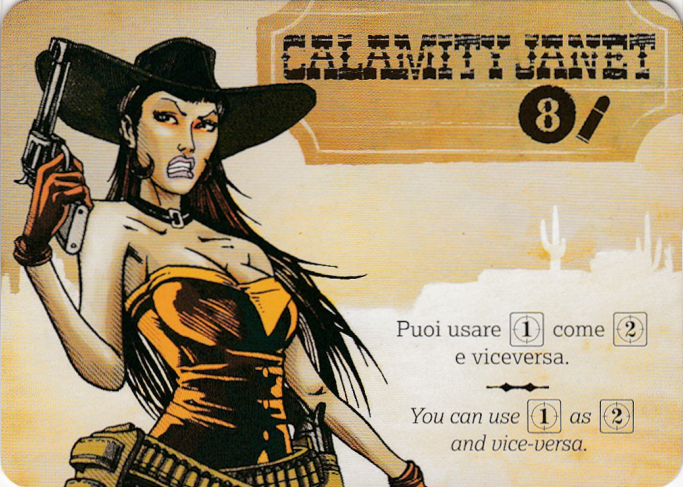 CALAMITY JANET
8
Puoi usare 1 come 2
e viceversa.
You can use 1 as 2
and vice-versa.